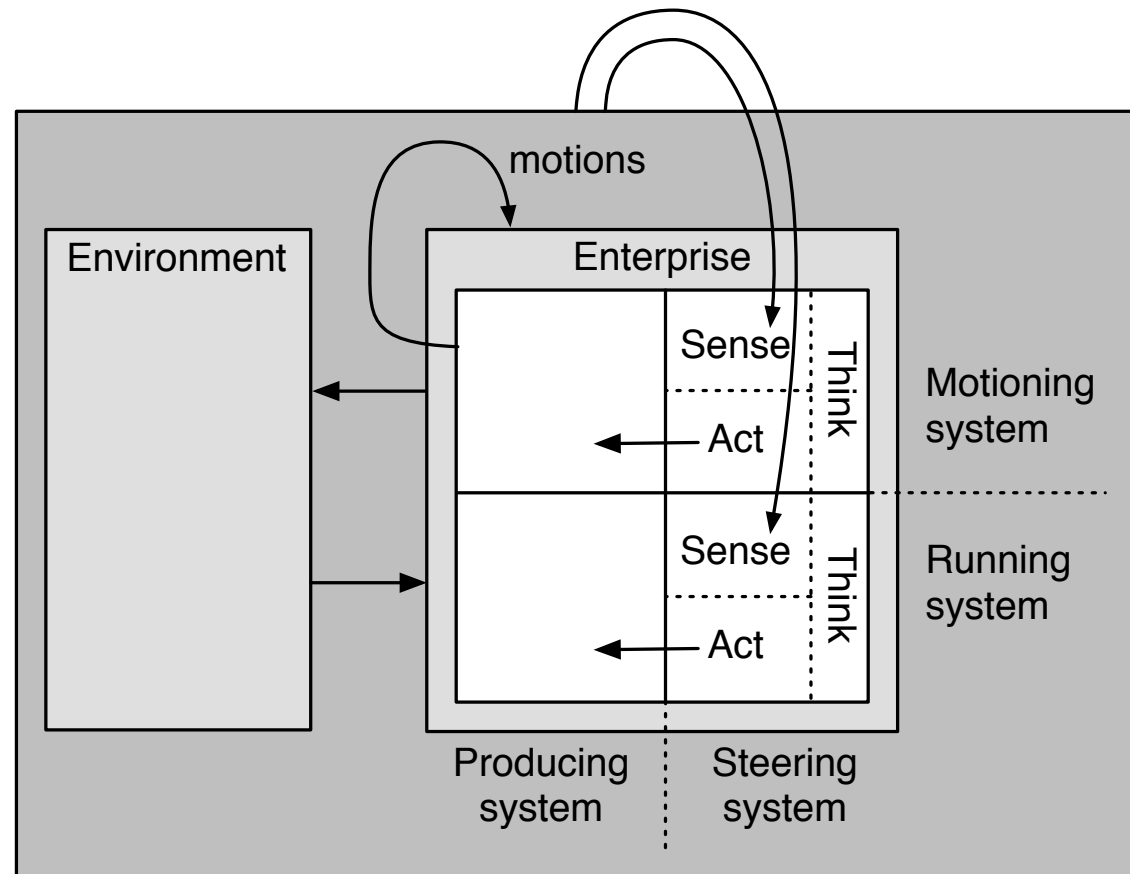 motions
Environment
Enterprise
Sense
Think
Act
Motioning
system
Sense
Think
Act
Running
system
Producing
system
Steering
system